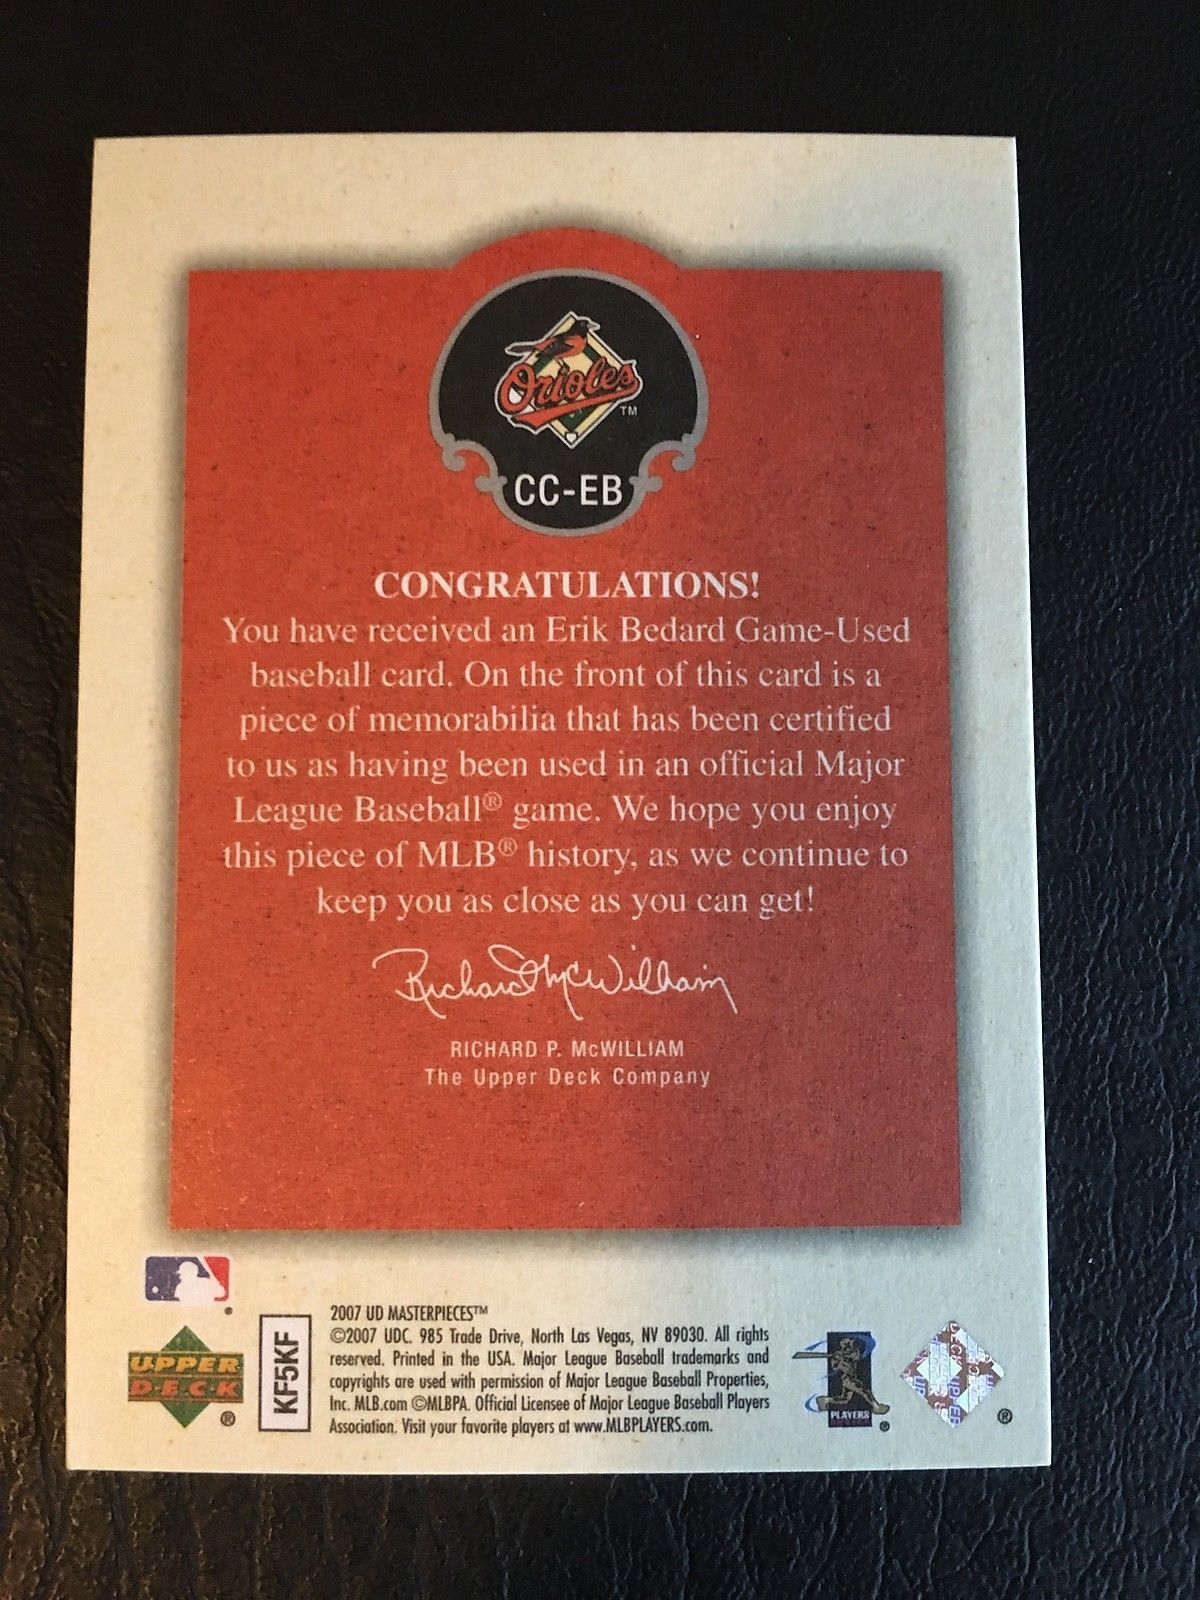 Orioles
TM
CC-EB
CONGRATULATIONS!
You have received an Erik Bedard Game-Used
baseball card. On the front of this card is a
piece of memorabilia that has been certified
to us as having been used in an official Major
League Baseball® game. We hope you enjoy
this piece of MLB® history, as we continue to
keep you as close as you can get!
Richard McWilliam
RICHARD P. McWILLIAM
The Upper Deck Company
UPPER
DECK
®
KF5KF
2007 UD MASTERPIECES™
©2007 UDC. 985 Trade Drive, North Las Vegas, NV 89030. All rights
reserved. Printed in the USA. Major League Baseball trademarks and
copyrights are used with permission of Major League Baseball Properties,
Inc. MLB.com ©MLBPA. Official Licensee of Major League Baseball Players
Association. Visit your favorite players at www.MLBPLAYERS.com.
PLAYERS
®
®